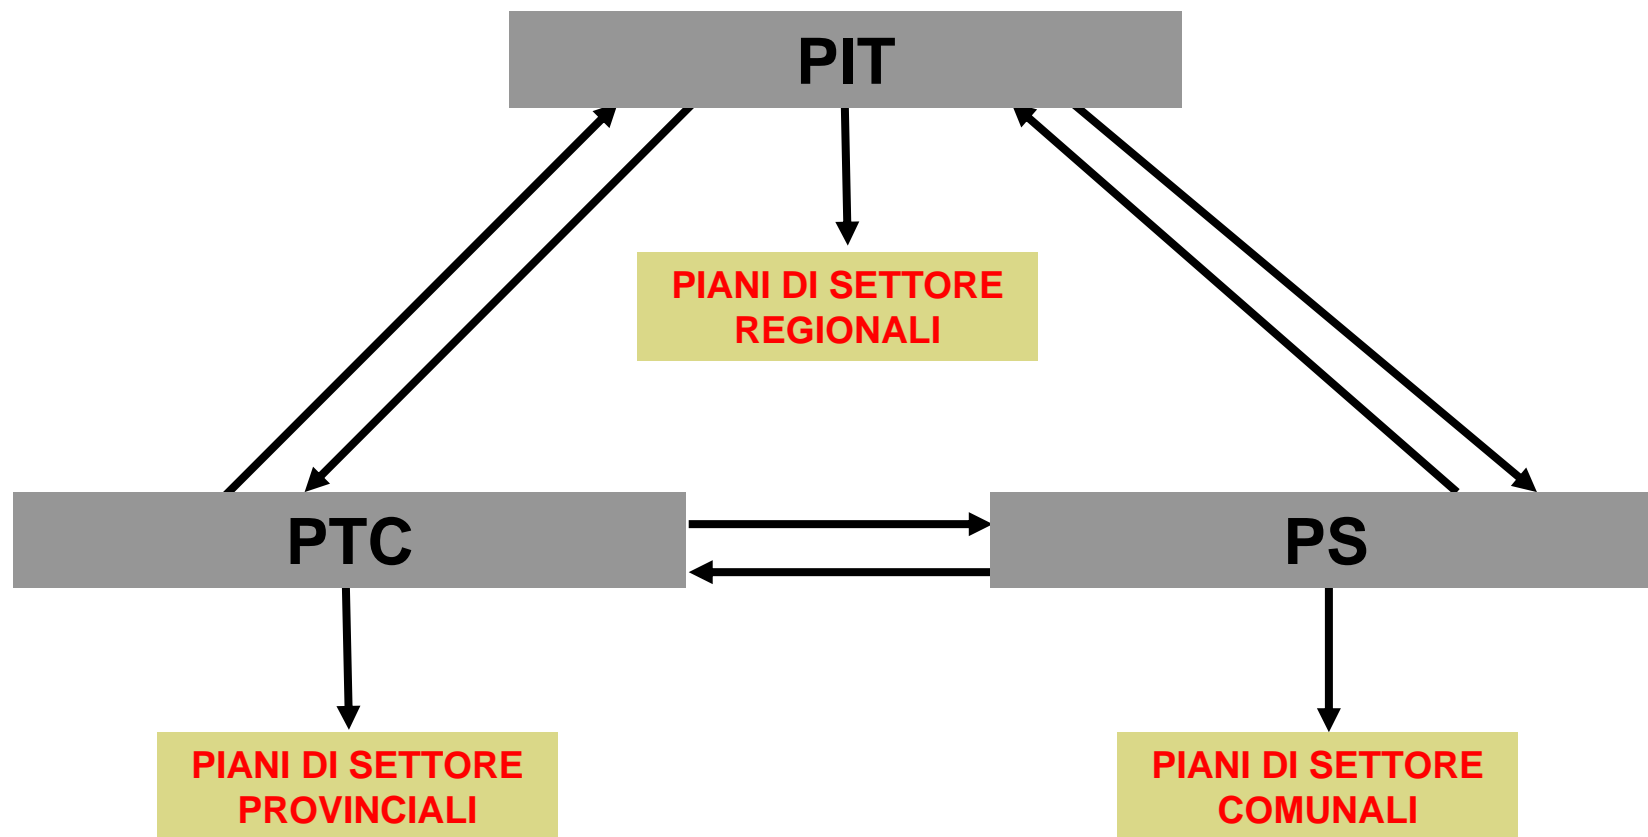 PIT
PIANI DI SETTORE
REGIONALI
PTC
PS
PIANI DI SETTORE
PROVINCIALI
PIANI DI SETTORE
COMUNALI